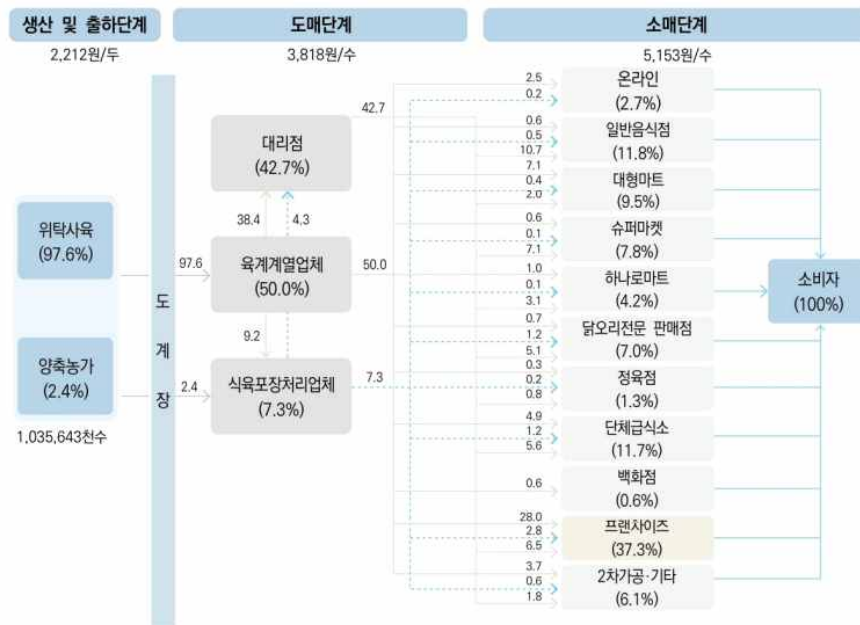 생산 및 출하단계
도매단계
소매단계
2,212원/두
3,818원/수
5,153원/수
위탁사육
(97.6%)
양축농가
(2.4%)
1,035,643천수
97.6
2.4
도
계
장
대리점
(42.7%)
42.7
38.4
4.3
육계계열업체
(50.0%)
50.0
9.2
식육포장처리업체
(7.3%)
7.3
2.5
0.2
온라인
(2.7%)
0.6
0.5
10.7
일반음식점
(11.8%)
7.1
0.4
2.0
대형마트
(9.5%)
0.6
0.1
7.1
슈퍼마켓
(7.8%)
1.0
0.1
3.1
하나로마트
(4.2%)
0.7
1.2
5.1
닭오리전문 판매점
(7.0%)
0.3
0.2
0.8
정육점
(1.3%)
4.9
1.2
5.6
단체급식소
(11.7%)
0.6
백화점
(0.6%)
28.0
2.8
6.5
프랜차이즈
(37.3%)
3.7
0.6
1.8
2차가공·기타
(6.1%)
소비자
(100%)